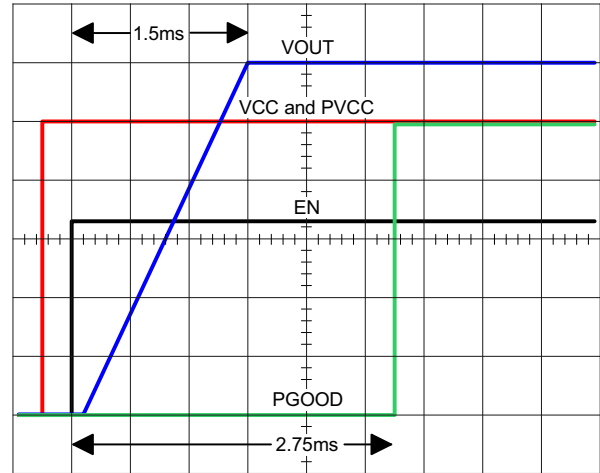 1.5ms
VOUT
VCC and PVCC
EN
PGOOD
2.75ms